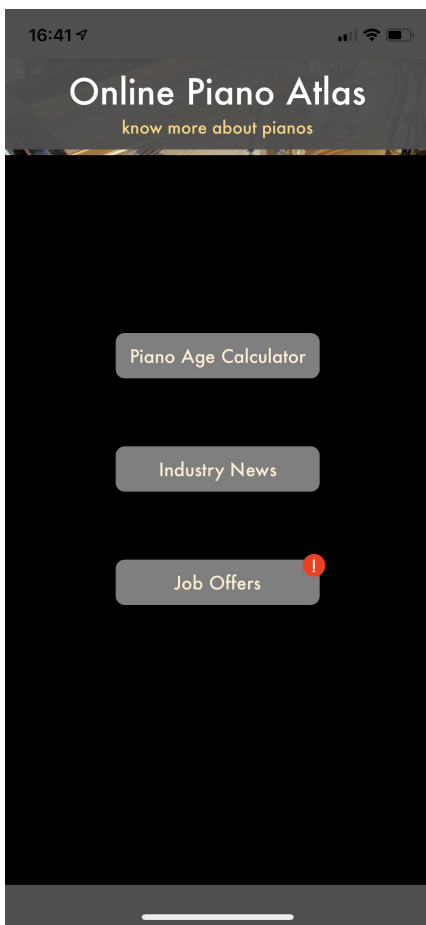 16:41
Online Piano Atlas
know more about pianos
Piano Age Calculator
Industry News
Job Offers
!